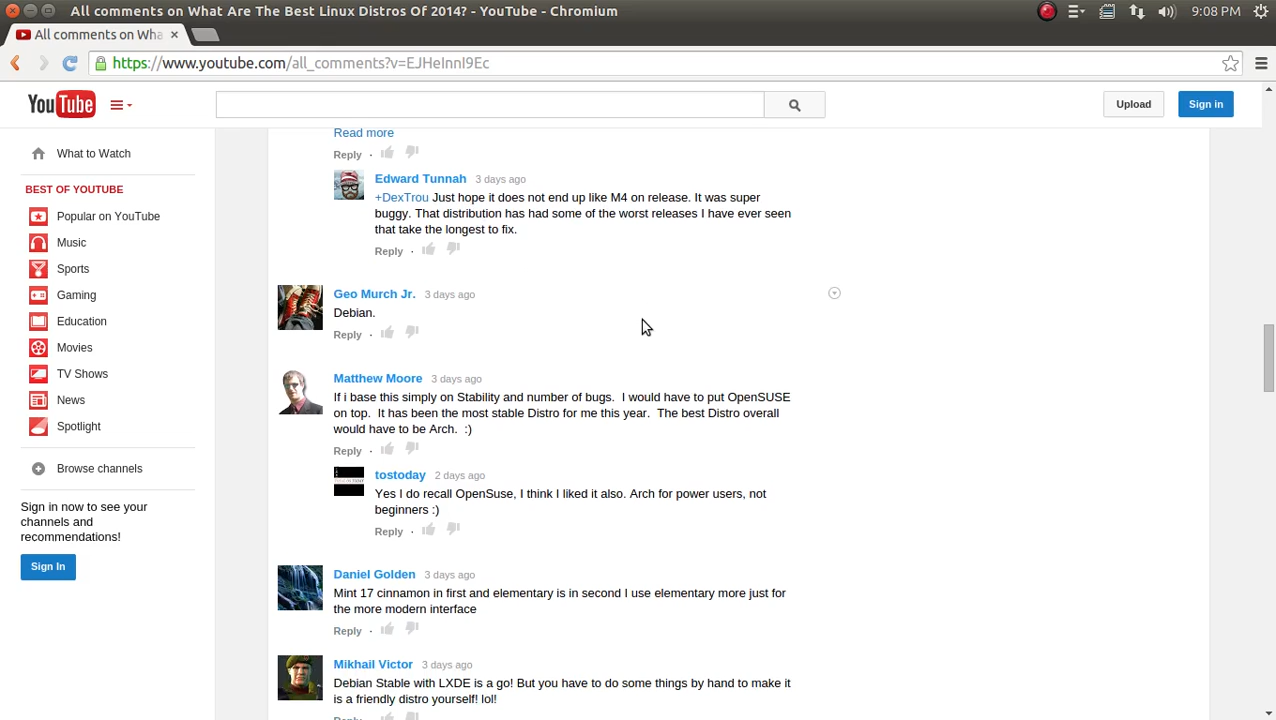 All comments on What Are The Best Linux Distros Of 2014? - YouTube - Chromium
9:08 PM
All comments on Wha
https://www.youtube.com/all_comments?v=EJHeInnI9Ec
YouTube
Upload
Sign in
What to Watch
BEST OF YOUTUBE
Popular on YouTube
Music
Sports
Gaming
Education
Movies
TV Shows
News
Spotlight
Browse channels
Sign in now to see your
channels and
recommendations!
Sign In
Read more
Reply ·
Edward Tunnah 3 days ago
+DexTrou Just hope it does not end up like M4 on release. It was super
buggy. That distribution has had some of the worst releases I have ever seen
that take the longest to fix.
Reply ·
Geo Murch Jr. 3 days ago
Debian.
Reply ·
Matthew Moore 3 days ago
If i base this simply on Stability and number of bugs.  I would have to put OpenSUSE
on top.  It has been the most stable Distro for me this year.  The best Distro overall
would have to be Arch.  :)
Reply ·
tostoday 2 days ago
Yes I do recall OpenSuse, I think I liked it also. Arch for power users, not
beginners :)
Reply ·
Daniel Golden 3 days ago
Mint 17 cinnamon in first and elementary is in second I use elementary more just for
the more modern interface
Reply ·
Mikhail Victor 3 days ago
Debian Stable with LXDE is a go! But you have to do some things by hand to make it
is a friendly distro yourself! lol!
Reply